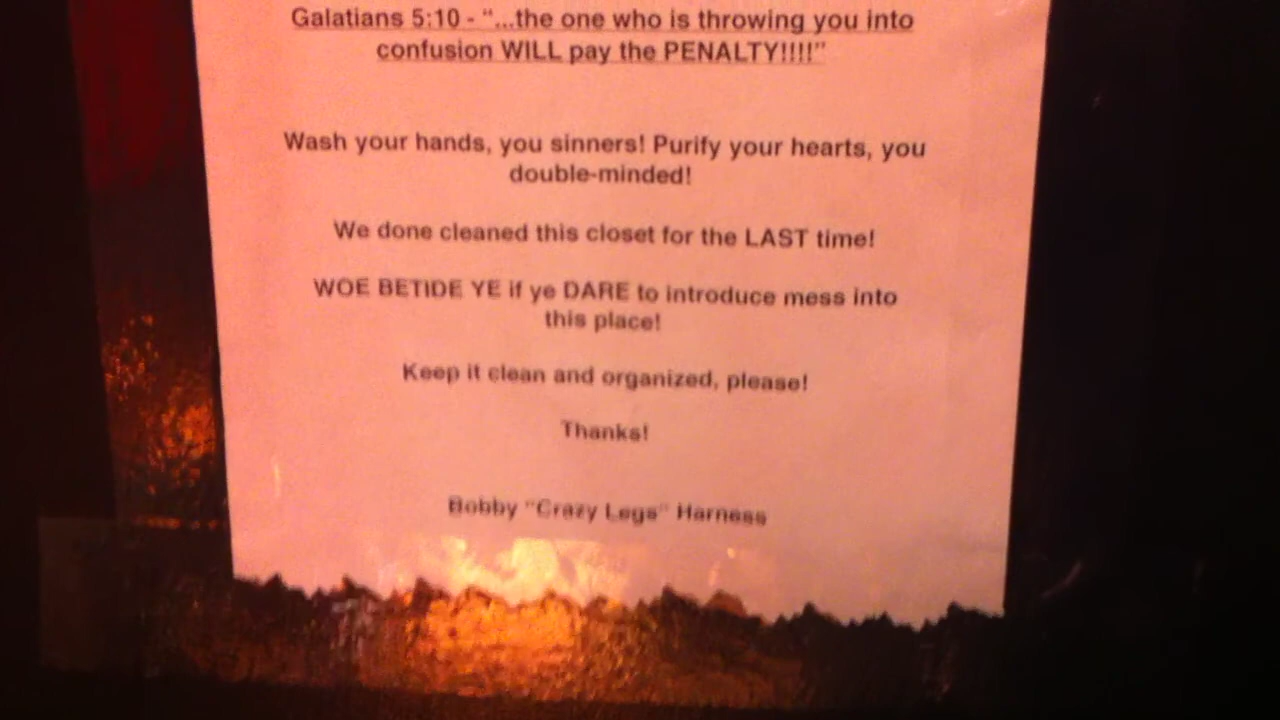 Galatians 5:10 - "...the one who is throwing you into
confusion WILL pay the PENALTY!!!!"
Wash your hands, you sinners! Purify your hearts, you
double-minded!
We done cleaned this closet for the LAST time!
WOE BETIDE YE if ye DARE to introduce mess into
this place!
Keep it clean and organized, please!
Thanks!
Bobby "Crazy Legs" Harness